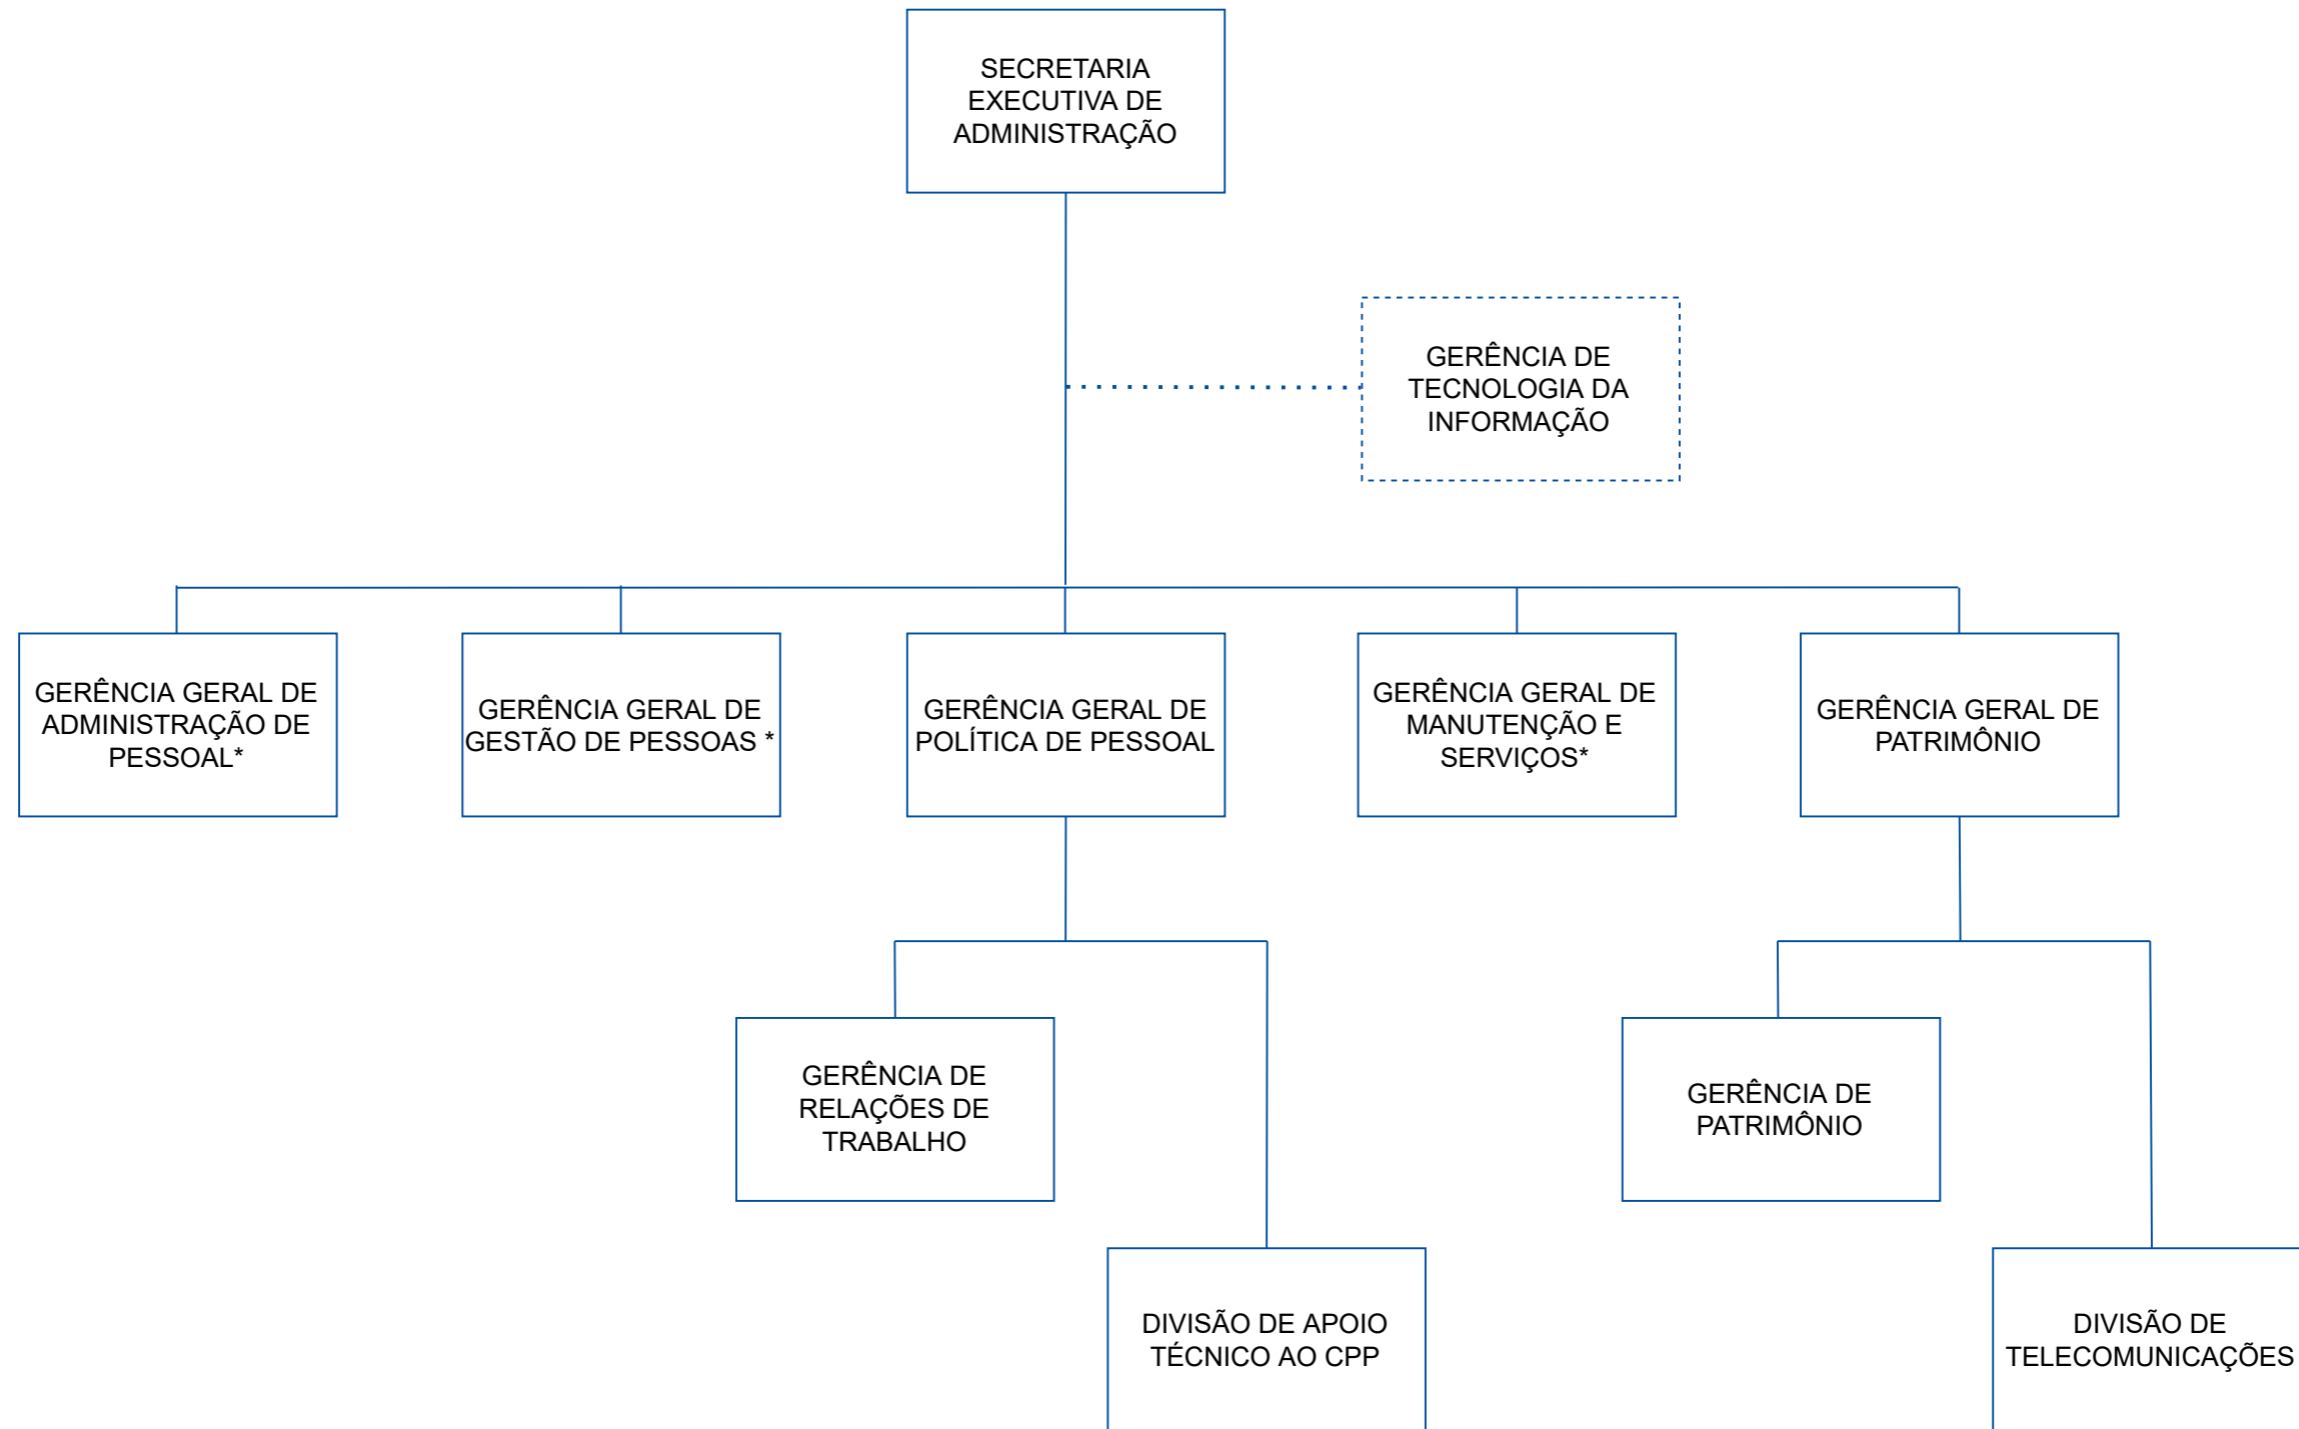 SECRETARIA
EXECUTIVA DE
ADMINISTRAÇÃO
GERÊNCIA DE
TECNOLOGIA DA
INFORMAÇÃO
GERÊNCIA GERAL DE
ADMINISTRAÇÃO DE
PESSOAL*
GERÊNCIA GERAL DE
GESTÃO DE PESSOAS *
GERÊNCIA GERAL DE
POLÍTICA DE PESSOAL
GERÊNCIA GERAL DE
MANUTENÇÃO E
SERVIÇOS*
GERÊNCIA GERAL DE
PATRIMÔNIO
GERÊNCIA DE
RELAÇÕES DE
TRABALHO
GERÊNCIA DE
PATRIMÔNIO
DIVISÃO DE APOIO
TÉCNICO AO CPP
DIVISÃO DE
TELECOMUNICAÇÕES